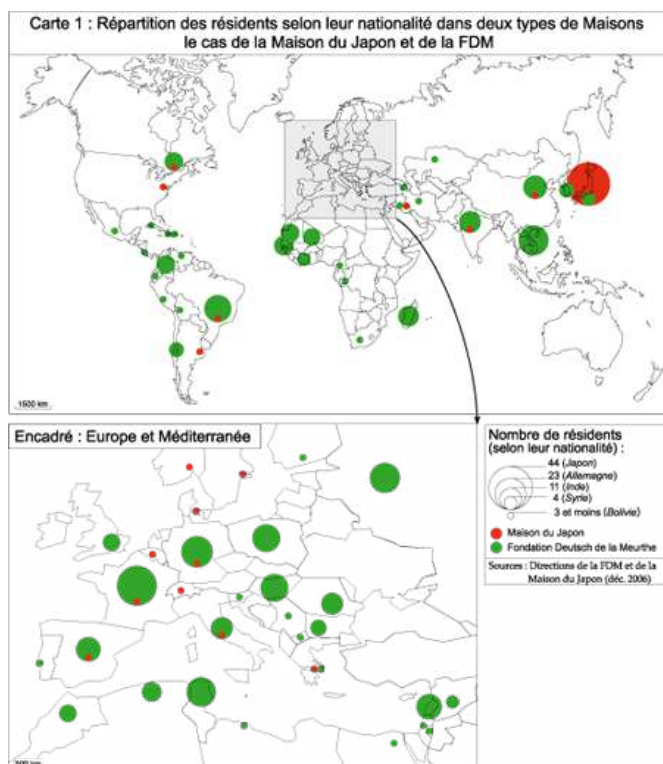 Carte 1 : Répartition des résidents selon leur nationalité dans deux types de Maisons
le cas de la Maison du Japon et de la FDM
1500 km
Encadré : Europe et Méditerranée
500 km
Nombre de résidents
(selon leur nationalité) :
44 (Japon)
23 (Allemagne)
11 (Inde)
4 (Syrie)
3 et moins (Bolivie)
Maison du Japon
Fondation Deutsch de la Meurthe
Sources : Directions de la FDM et de la
Maison du Japon (déc. 2006)